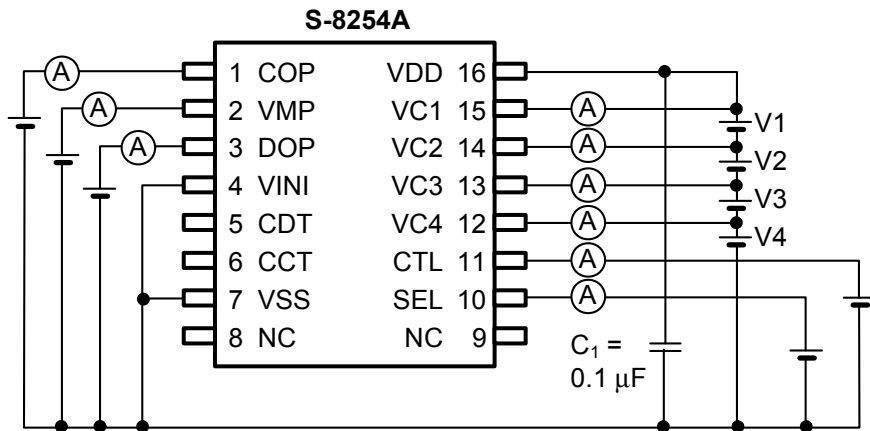 S-8254A
A 1 COP VDD 16
A 2 VMP VC1 15 A V1
A 3 DOP VC2 14 A V2
4 VINI VC3 13 A V3
5 CDT VC4 12 A V4
6 CCT CTL 11 A
7 VSS SEL 10 A
8 NC NC 9
C₁ =
0.1 μF